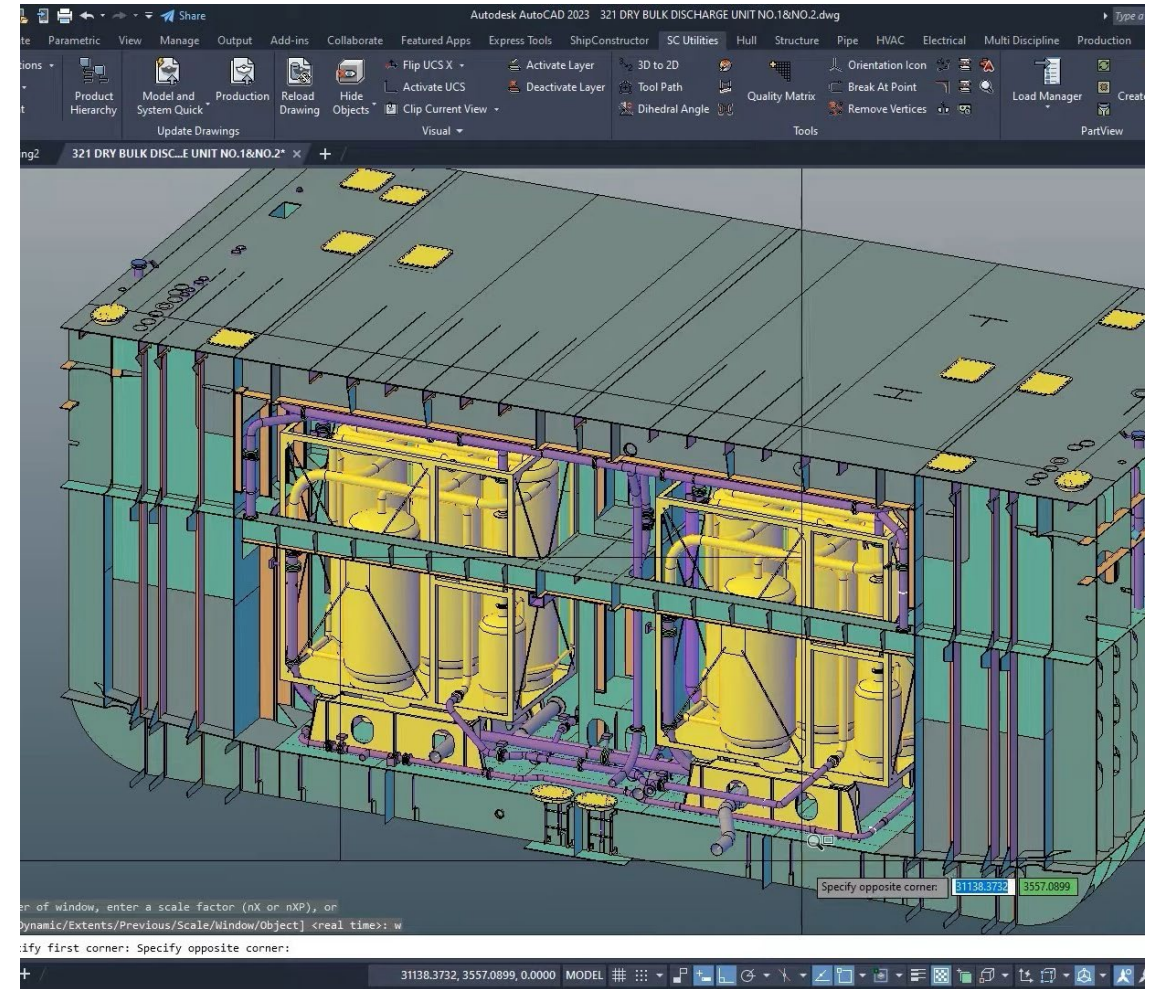 Share
Autodesk AutoCAD 2023 321 DRY BULK DISCHARGE UNIT NO.1&NO.2.dwg
Type a
Parametric View Manage Output Add-ins Collaborate Featured Apps Express Tools ShipConstructor SC Utilities Hull Structure Pipe HVAC Electrical Multi Discipline Production
Flip UCS X
Activate Layer
3D to 2D
Orientation Icon
Product Hierarchy
Model and System Quick
Production
Reload Drawing
Hide Objects
Activate UCS
Deactivate Layer
Tool Path
Quality Matrix
Break At Point
Load Manager
Create
Clip Current View
Dihedral Angle
Remove Vertices
Update Drawings
Visual
Tools
PartView
ng2
321 DRY BULK DISC...E UNIT NO.1&NO.2*
Specify opposite corner: 31138.3732 3557.0899
er of window, enter a scale factor (nX or nXP), or
Dynamic/Extents/Previous/Scale/Window/Object] <real time>: w
ify first corner: Specify opposite corner:
31138.3732, 3557.0899, 0.0000 MODEL